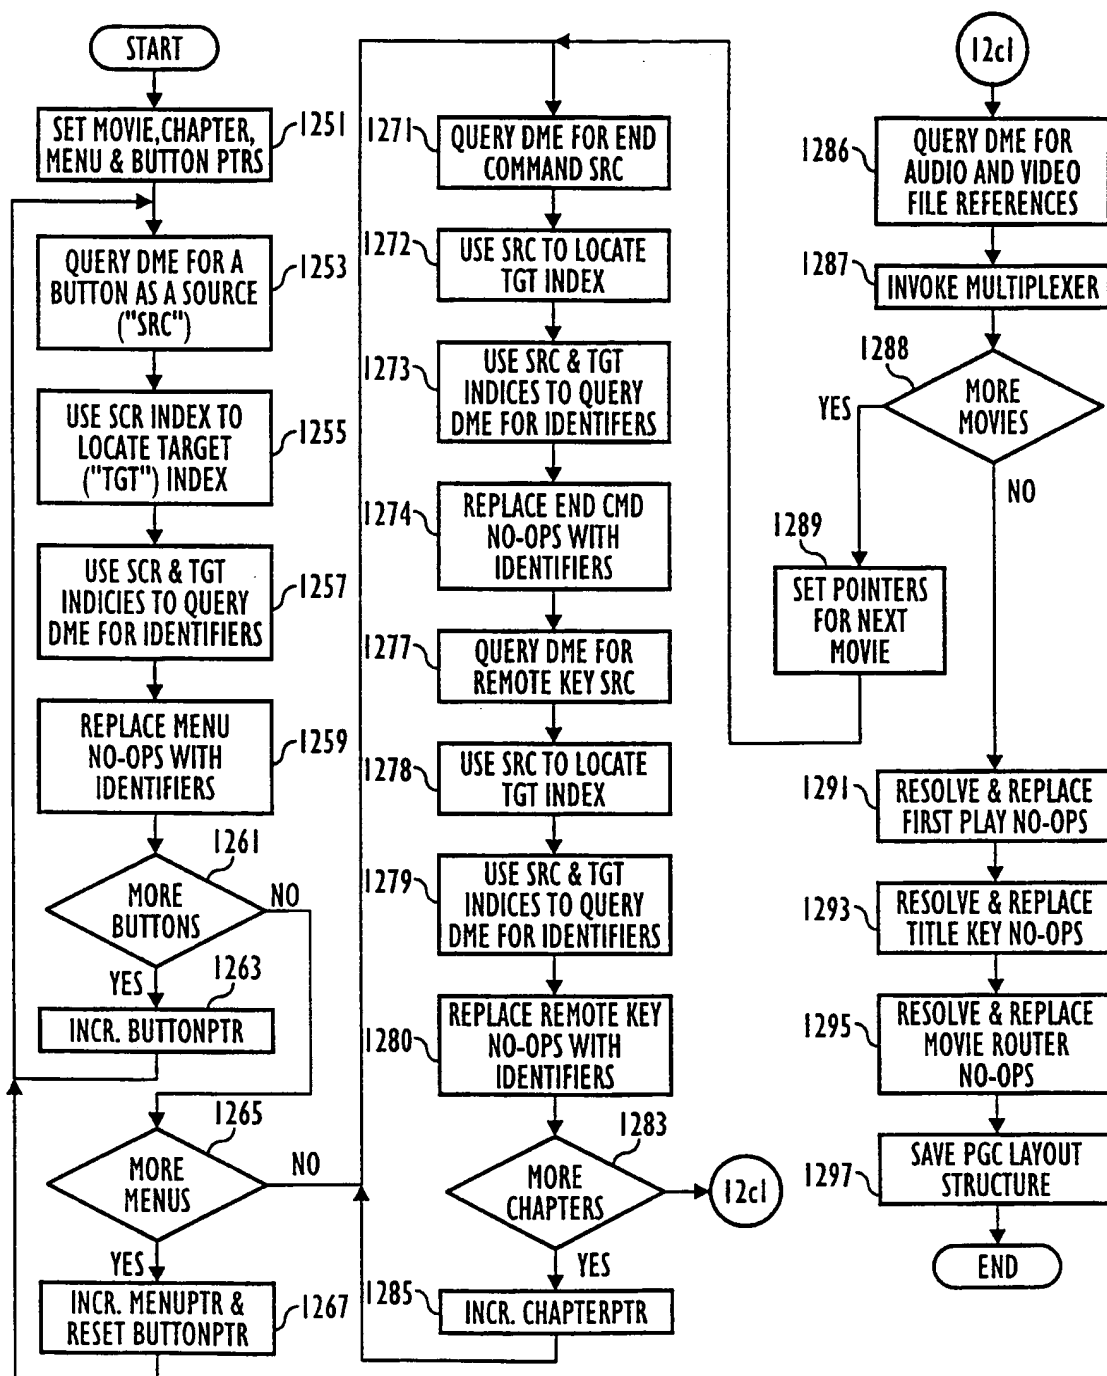 START
SET MOVIE,CHAPTER,
MENU & BUTTON PTRS
1251
QUERY DME FOR A
BUTTON AS A SOURCE
("SRC")
1253
USE SCR INDEX TO
LOCATE TARGET
("TGT") INDEX
1255
USE SCR & TGT
INDICIES TO QUERY
DME FOR IDENTIFIERS
1257
REPLACE MENU
NO-OPS WITH
IDENTIFIERS
1259
1261
MORE
BUTTONS
NO
YES
1263
INCR. BUTTONPTR
1265
MORE
MENUS
NO
YES
INCR. MENUPTR &
RESET BUTTONPTR
1267
1271
QUERY DME FOR END
COMMAND SRC
1272
USE SRC TO LOCATE
TGT INDEX
1273
USE SRC & TGT
INDICES TO QUERY
DME FOR IDENTIFERS
1274
REPLACE END CMD
NO-OPS WITH
IDENTIFIERS
1277
QUERY DME FOR
REMOTE KEY SRC
1278
USE SRC TO LOCATE
TGT INDEX
1279
USE SRC & TGT
INDICES TO QUERY
DME FOR IDENTIFIERS
1280
REPLACE REMOTE KEY
NO-OPS WITH
IDENTIFIERS
1283
MORE
CHAPTERS
12c1
YES
1285
INCR. CHAPTERPTR
12c1
1286
QUERY DME FOR
AUDIO AND VIDEO
FILE REFERENCES
1287
INVOKE MULTIPLEXER
1288
MORE
MOVIES
YES
NO
1289
SET POINTERS
FOR NEXT
MOVIE
1291
RESOLVE & REPLACE
FIRST PLAY NO-OPS
1293
RESOLVE & REPLACE
TITLE KEY NO-OPS
1295
RESOLVE & REPLACE
MOVIE ROUTER
NO-OPS
1297
SAVE PGC LAYOUT
STRUCTURE
END